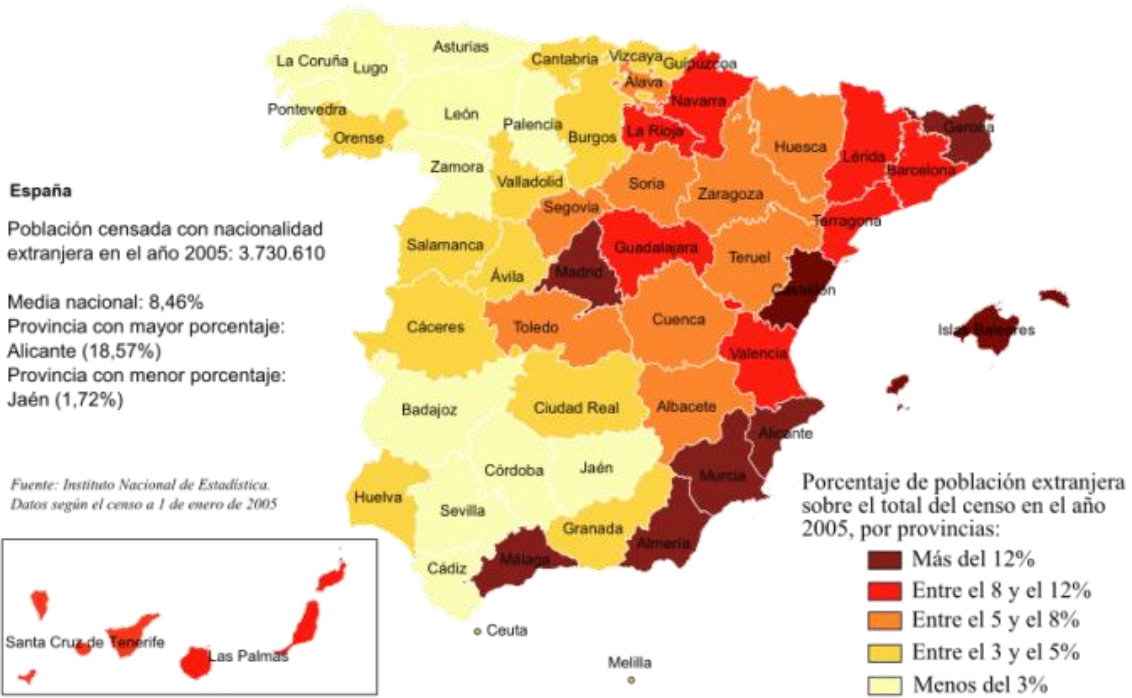 La Coruña
Lugo
Asturias
Cantabria
Vizcaya
Guipúzcoa
Álava
Navarra
Pontevedra
Orense
León
Palencia
Burgos
La Rioja
Huesca
Lérida
Gerona
Barcelona
Zamora
Valladolid
Soria
Zaragoza
Segovia
Tarragona
Salamanca
Ávila
Madrid
Guadalajara
Teruel
Castellón
Cáceres
Toledo
Cuenca
Valencia
Islas Baleares
Badajoz
Ciudad Real
Albacete
Alicante
Córdoba
Jaén
Murcia
Huelva
Sevilla
Granada
Almería
Cádiz
Málaga
Ceuta
Melilla
Santa Cruz de Tenerife
Las Palmas
España
Población censada con nacionalidad
extranjera en el año 2005: 3.730.610
Media nacional: 8,46%
Provincia con mayor porcentaje:
Alicante (18,57%)
Provincia con menor porcentaje:
Jaén (1,72%)
Fuente: Instituto Nacional de Estadística.
Datos según el censo a 1 de enero de 2005
Porcentaje de población extranjera
sobre el total del censo en el año
2005, por provincias:
Más del 12%
Entre el 8 y el 12%
Entre el 5 y el 8%
Entre el 3 y el 5%
Menos del 3%